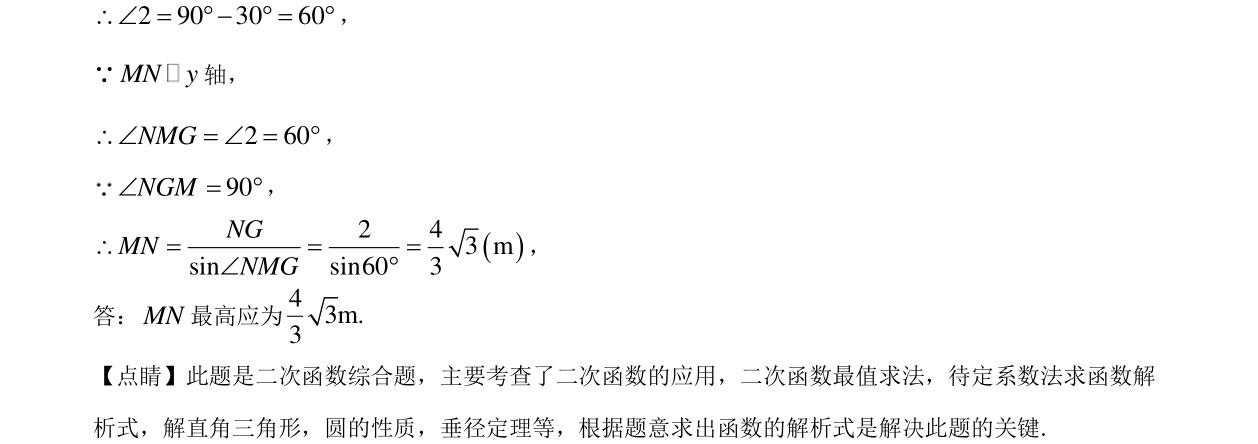 ∴∠2=90°−30°=60°，
∵ MN□y轴，
∴∠NMG=∠2=60°，
∵∠NGM=90°，
∴MN=NG/sin∠NMG=2/sin60°=4/3√3(m)，
答：MN最高应为4/3√3m.
【点睛】此题是二次函数综合题，主要考查了二次函数的应用，二次函数最值求法，待定系数法求函数解
析式，解直角三角形，圆的性质，垂径定理等，根据题意求出函数的解析式是解决此题的关键.